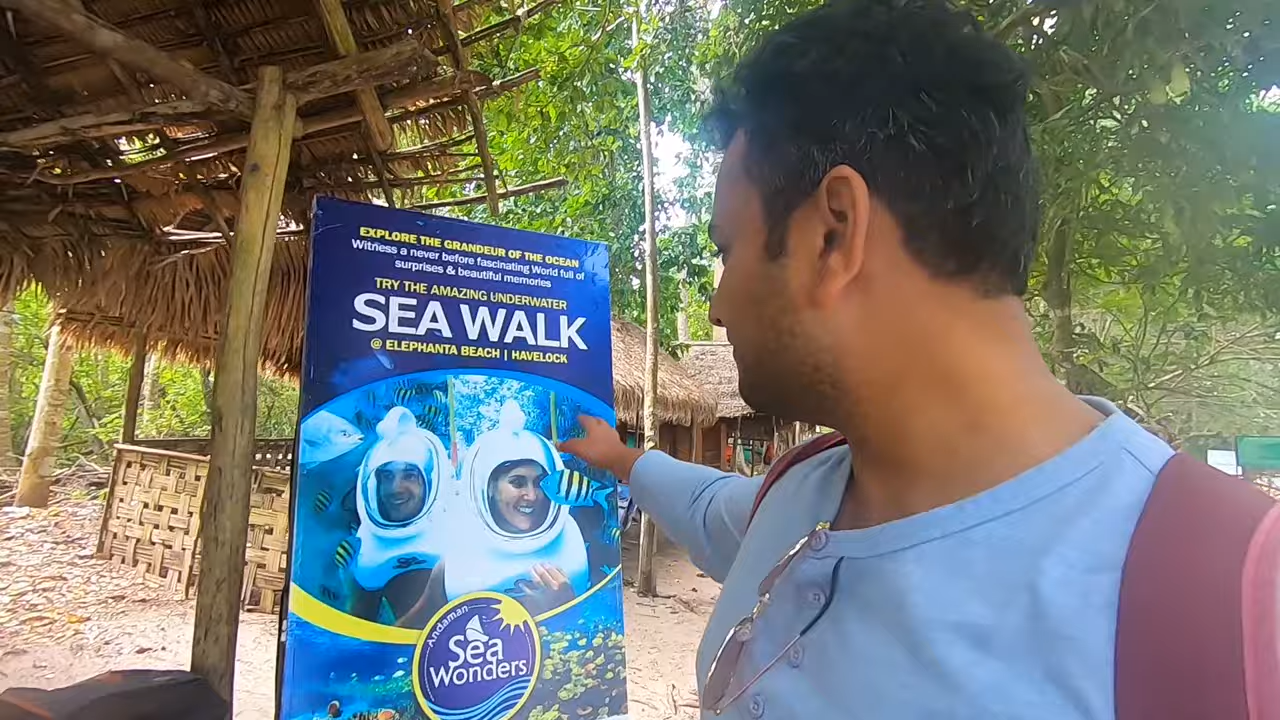 EXPLORE THE GRANDEUR OF THE OCEAN
Witness a never before fascinating World full of
surprises & beautiful memories
TRY THE AMAZING UNDERWATER
SEA WALK
@ ELEPHANTA BEACH | HAVELOCK
Andaman
Sea
Wonders